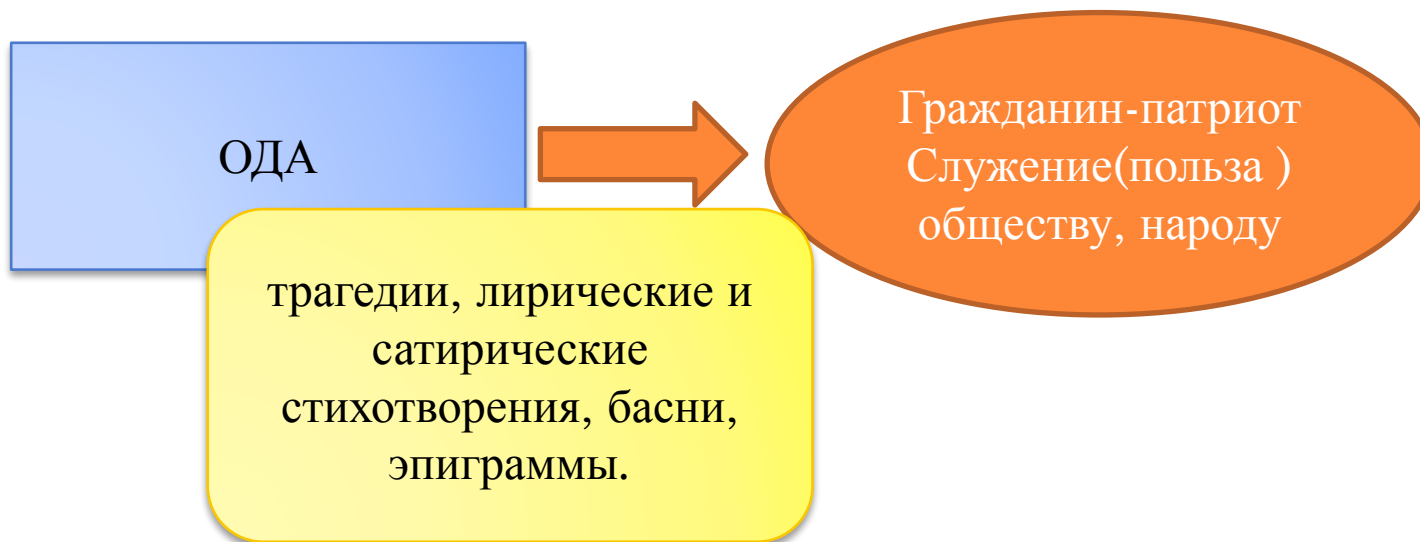 ОДА
Гражданин-патриот
Служение(польза )
обществу, народу
трагедии, лирические и
сатирические
стихотворения, басни,
эпиграммы.